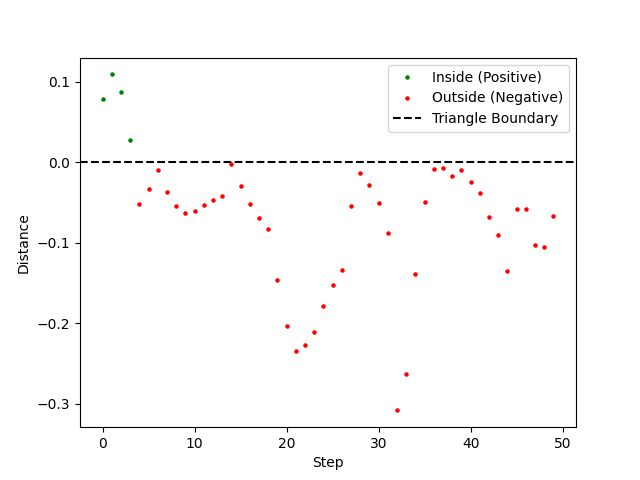 Inside (Positive)
Outside (Negative)
Triangle Boundary
0.1
0.0
−0.1
−0.2
−0.3
Distance
0
10
20
30
40
50
Step